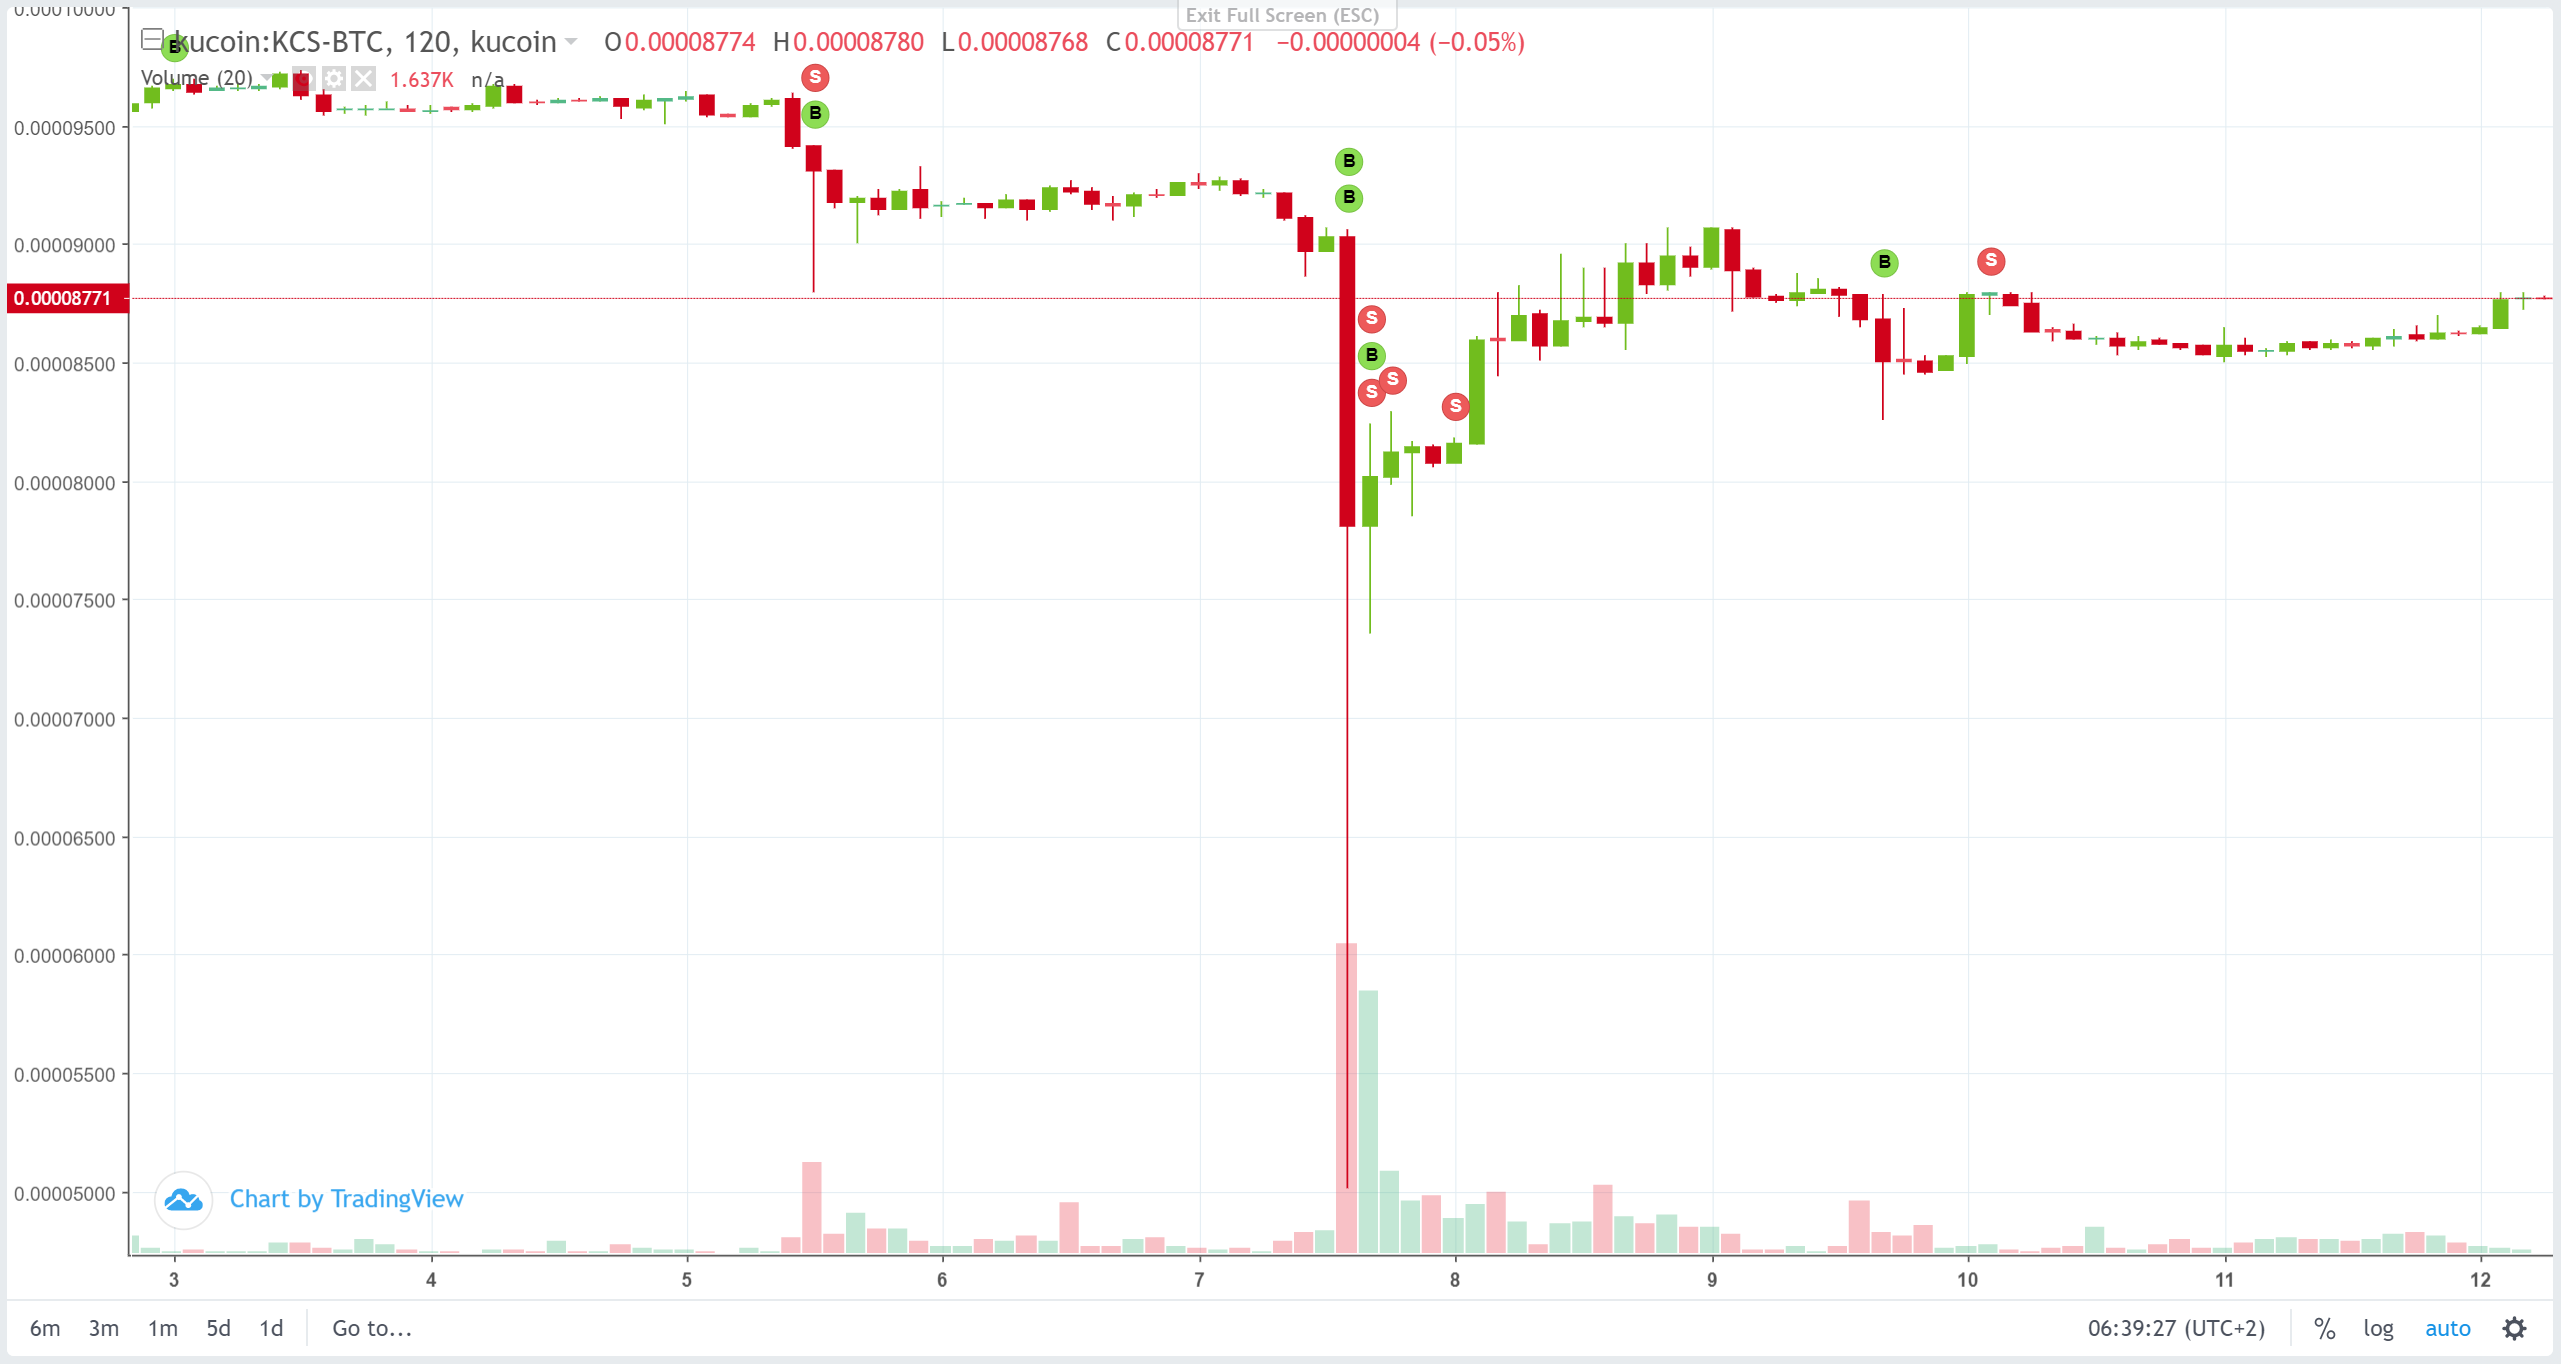 Exit Full Screen (ESC)
0.00010000
kucoin:KCS-BTC, 120, kucoin O0.00008774 H0.00008780 L0.00008768 C0.00008771 −0.00000004 (−0.05%)
B
Volume (20) 1.637K n/a
S
B
0.00009500
B
B
0.00009000
B
S
0.00008771
S
B
0.00008500
S
S
S
0.00008000
0.00007500
0.00007000
0.00006500
0.00006000
0.00005500
0.00005000
Chart by TradingView
3 4 5 6 7 8 9 10 11 12
6m 3m 1m 5d 1d Go to... 06:39:27 (UTC+2) % log auto